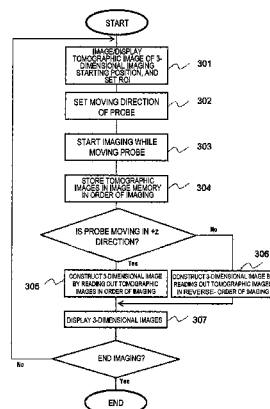 START
IMAGE/DISPLAY
TOMOGRAPHIC IMAGE OF 3-
DIMENSIONAL IMAGING
STARTING POSITION, AND
SET ROI
301
SET MOVING DIRECTION
OF PROBE
302
START IMAGING WHILE
MOVING PROBE
303
STORE TOMOGRAPHIC
IMAGES IN IMAGE MEMORY
IN ORDER OF IMAGING
304
IS PROBE MOVING IN +z
DIRECTION?
No
Yes
305
306
CONSTRUCT 3-DIMENSIONAL IMAGE
BY READING OUT TOMOGRAPHIC
IMAGES IN ORDER OF IMAGING
CONSTRUCT 3-DIMENSIONAL IMAGE BY
READING OUT TOMOGRAPHIC IMAGES
IN REVERSE- ORDER OF IMAGING
DISPLAY 3-DIMENSIONAL IMAGES
307
END IMAGING?
No
Yes
END